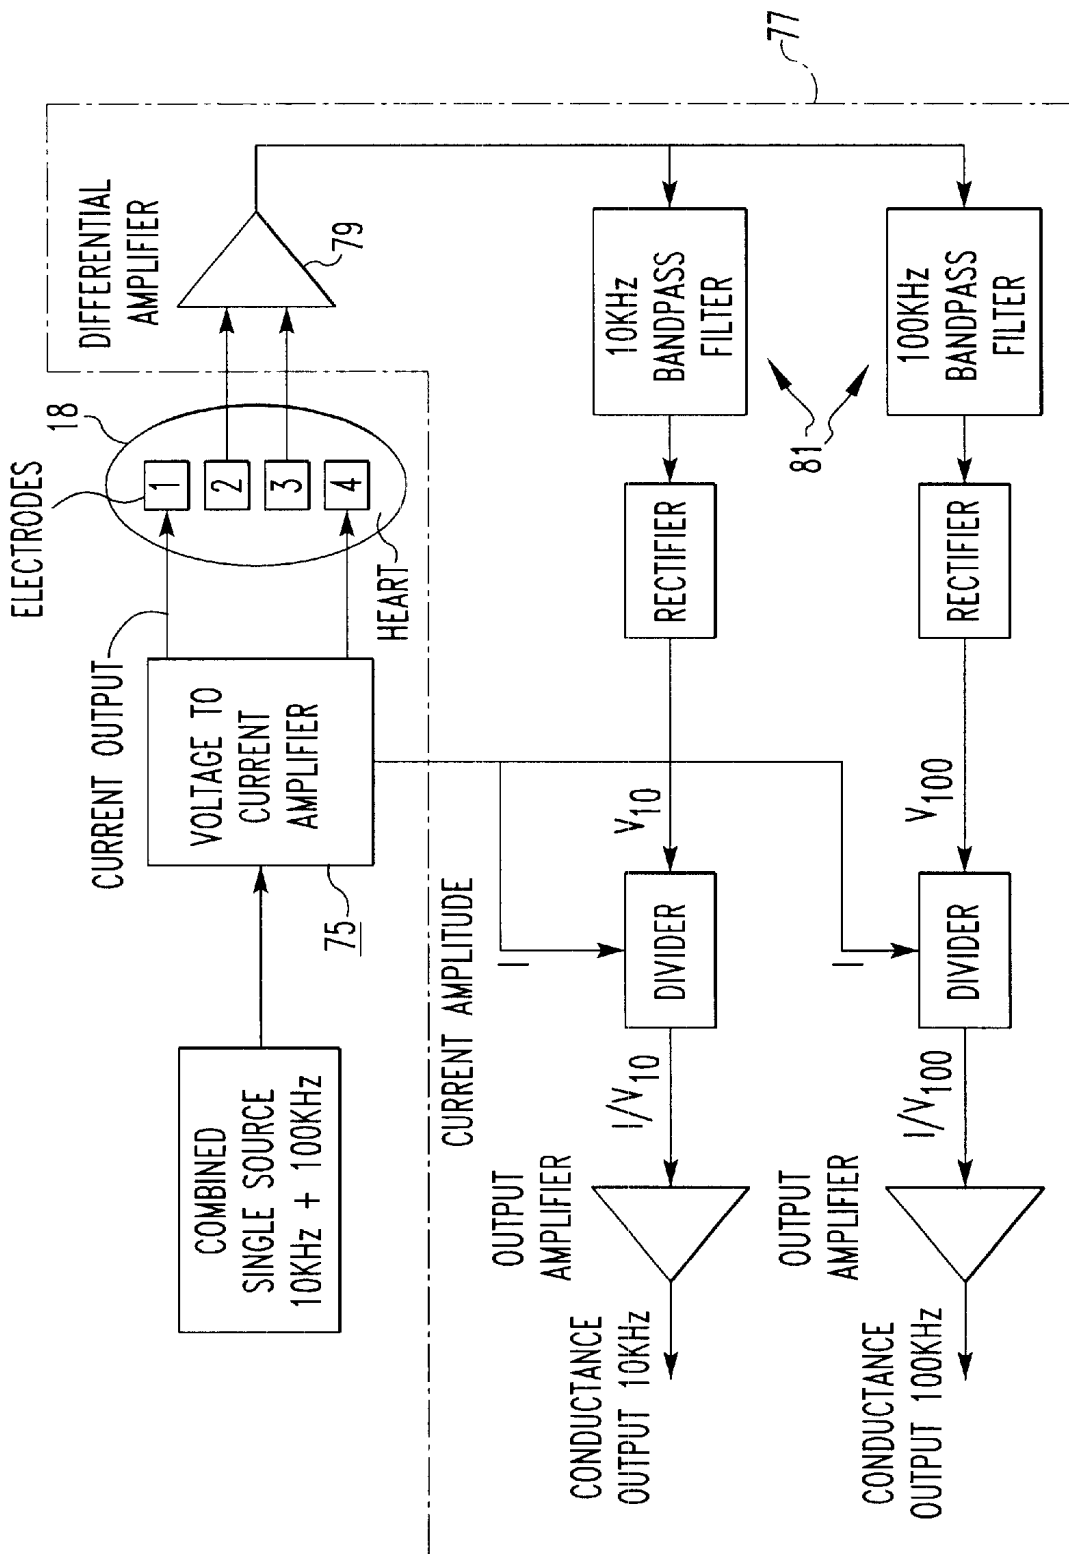 COMBINED
SINGLE SOURCE
10KHz + 100KHz
CURRENT OUTPUT
VOLTAGE TO
CURRENT
AMPLIFIER
75
ELECTRODES
18
1
2
3
4
HEART
DIFFERENTIAL
AMPLIFIER
79
77
CURRENT AMPLITUDE
CONDUCTANCE
OUTPUT 10KHz
OUTPUT
AMPLIFIER
I/V10
I
DIVIDER
V10
RECTIFIER
10KHz
BANDPASS
FILTER
81
CONDUCTANCE
OUTPUT 100KHz
OUTPUT
AMPLIFIER
I/V100
I
DIVIDER
V100
RECTIFIER
100KHz
BANDPASS
FILTER